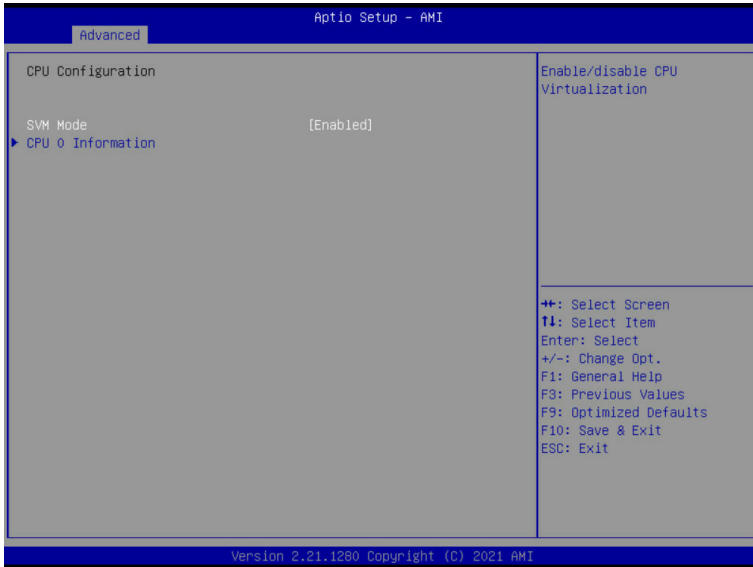 Aptio Setup – AMI
Advanced
CPU Configuration
SVM Mode [Enabled]
CPU 0 Information
Enable/disable CPU
Virtualization
→←: Select Screen
↑↓: Select Item
Enter: Select
+/-: Change Opt.
F1: General Help
F3: Previous Values
F9: Optimized Defaults
F10: Save & Exit
ESC: Exit
Version 2.21.1280 Copyright (C) 2021 AMI